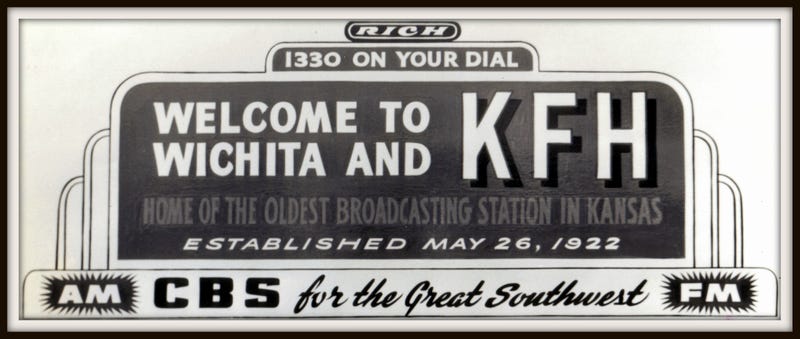 RICH
1330 ON YOUR DIAL
WELCOME TO
WICHITA AND
KFH
HOME OF THE OLDEST BROADCASTING STATION IN KANSAS
ESTABLISHED MAY 26, 1922
AM CBS for the Great Southwest FM